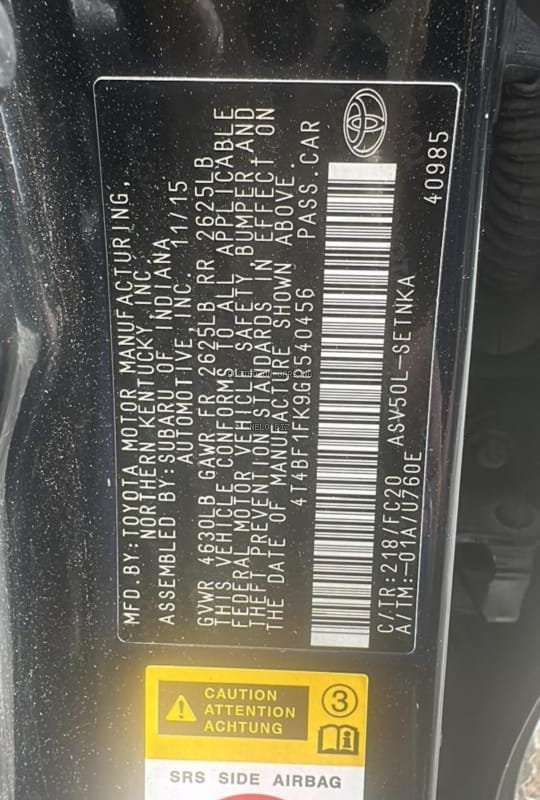 MFD.BY:TOYOTA MOTOR MANUFACTURING,
NORTHERN KENTUCKY INC
ASSEMBLED BY:SUBARU OF INDIANA
AUTOMOTIVE, INC. 11/15
GVWR 4630LB GAWR FR 2625LB RR 2625LB
THIS VEHICLE CONFORMS TO ALL APPLICABLE
FEDERAL MOTOR VEHICLE SAFETY, BUMPER,AND
THEFT PREVENTION STANDARDS IN EFFECT ON
THE DATE OF MANUFACTURE SHOWN ABOVE.
PASS.CAR
C/TR:218/FC20 ASV50L-SETNKA
A/TM:-01A/U760E 40985
CAUTION
ATTENTION
ACHTUNG
3
SRS SIDE AIRBAG